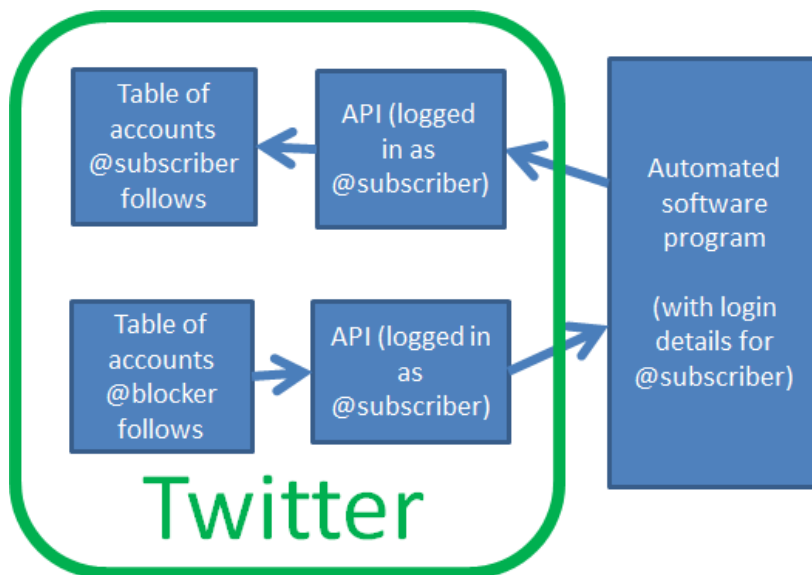 Table of
accounts
@subscriber
follows
API (logged
in as
@subscriber)
Automated
software
program
(with login
details for
@subscriber)
Table of
accounts
@blocker
follows
API (logged in
as
@subscriber)
Twitter